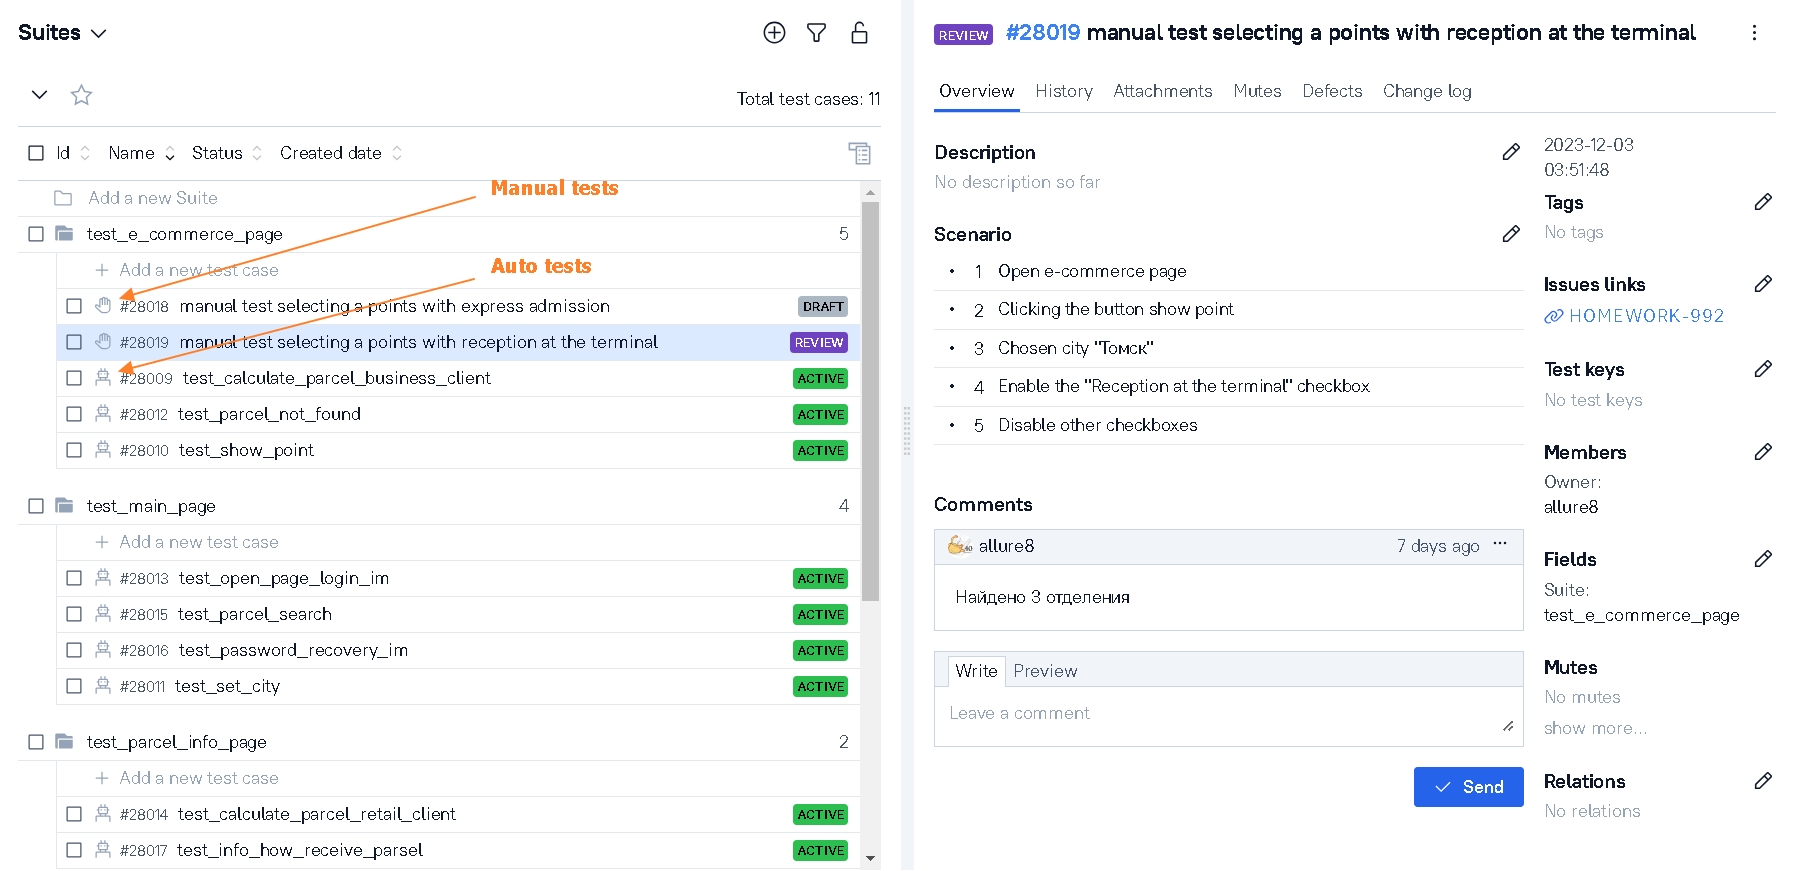 Suites
Total test cases: 11
Id Name Status Created date
Add a new Suite
Manual tests
test_e_commerce_page 5
Add a new test case
Auto tests
#28018 manual test selecting a points with express admission DRAFT
#28019 manual test selecting a points with reception at the terminal REVIEW
#28009 test_calculate_parcel_business_client ACTIVE
#28012 test_parcel_not_found ACTIVE
#28010 test_show_point ACTIVE
test_main_page 4
Add a new test case
#28013 test_open_page_login_im ACTIVE
#28015 test_parcel_search ACTIVE
#28016 test_password_recovery_im ACTIVE
#28011 test_set_city ACTIVE
test_parcel_info_page 2
Add a new test case
#28014 test_calculate_parcel_retail_client ACTIVE
#28017 test_info_how_receive_parsel ACTIVE
REVIEW #28019 manual test selecting a points with reception at the terminal
Overview History Attachments Mutes Defects Change log
Description
No description so far
Scenario
1 Open e-commerce page
2 Clicking the button show point
3 Chosen city "Томск"
4 Enable the "Reception at the terminal" checkbox
5 Disable other checkboxes
Comments
allure8 7 days ago
Найдено 3 отделения
Write Preview
Leave a comment
Send
2023-12-03
03:51:48
Tags
No tags
Issues links
HOMEWORK-992
Test keys
No test keys
Members
Owner:
allure8
Fields
Suite:
test_e_commerce_page
Mutes
No mutes
show more...
Relations
No relations